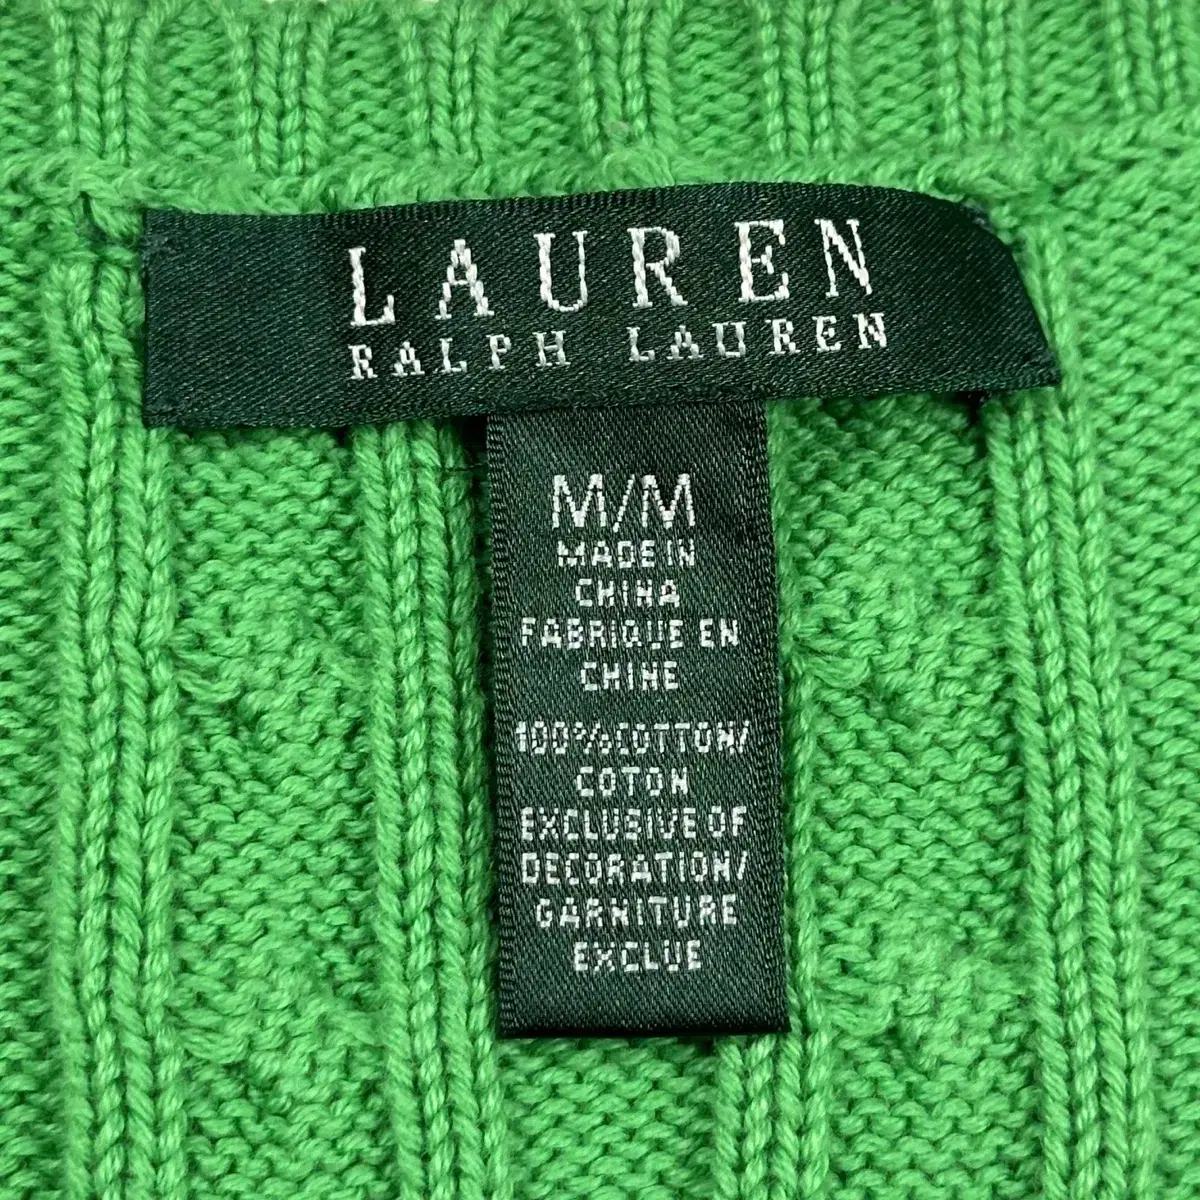 LAUREN
RALPH LAUREN
M/M
MADE IN
CHINA
FABRIQUE EN
CHINE
100% COTTON/
COTON
EXCLUSIVE OF
DECORATION/
GARNITURE
EXCLUE